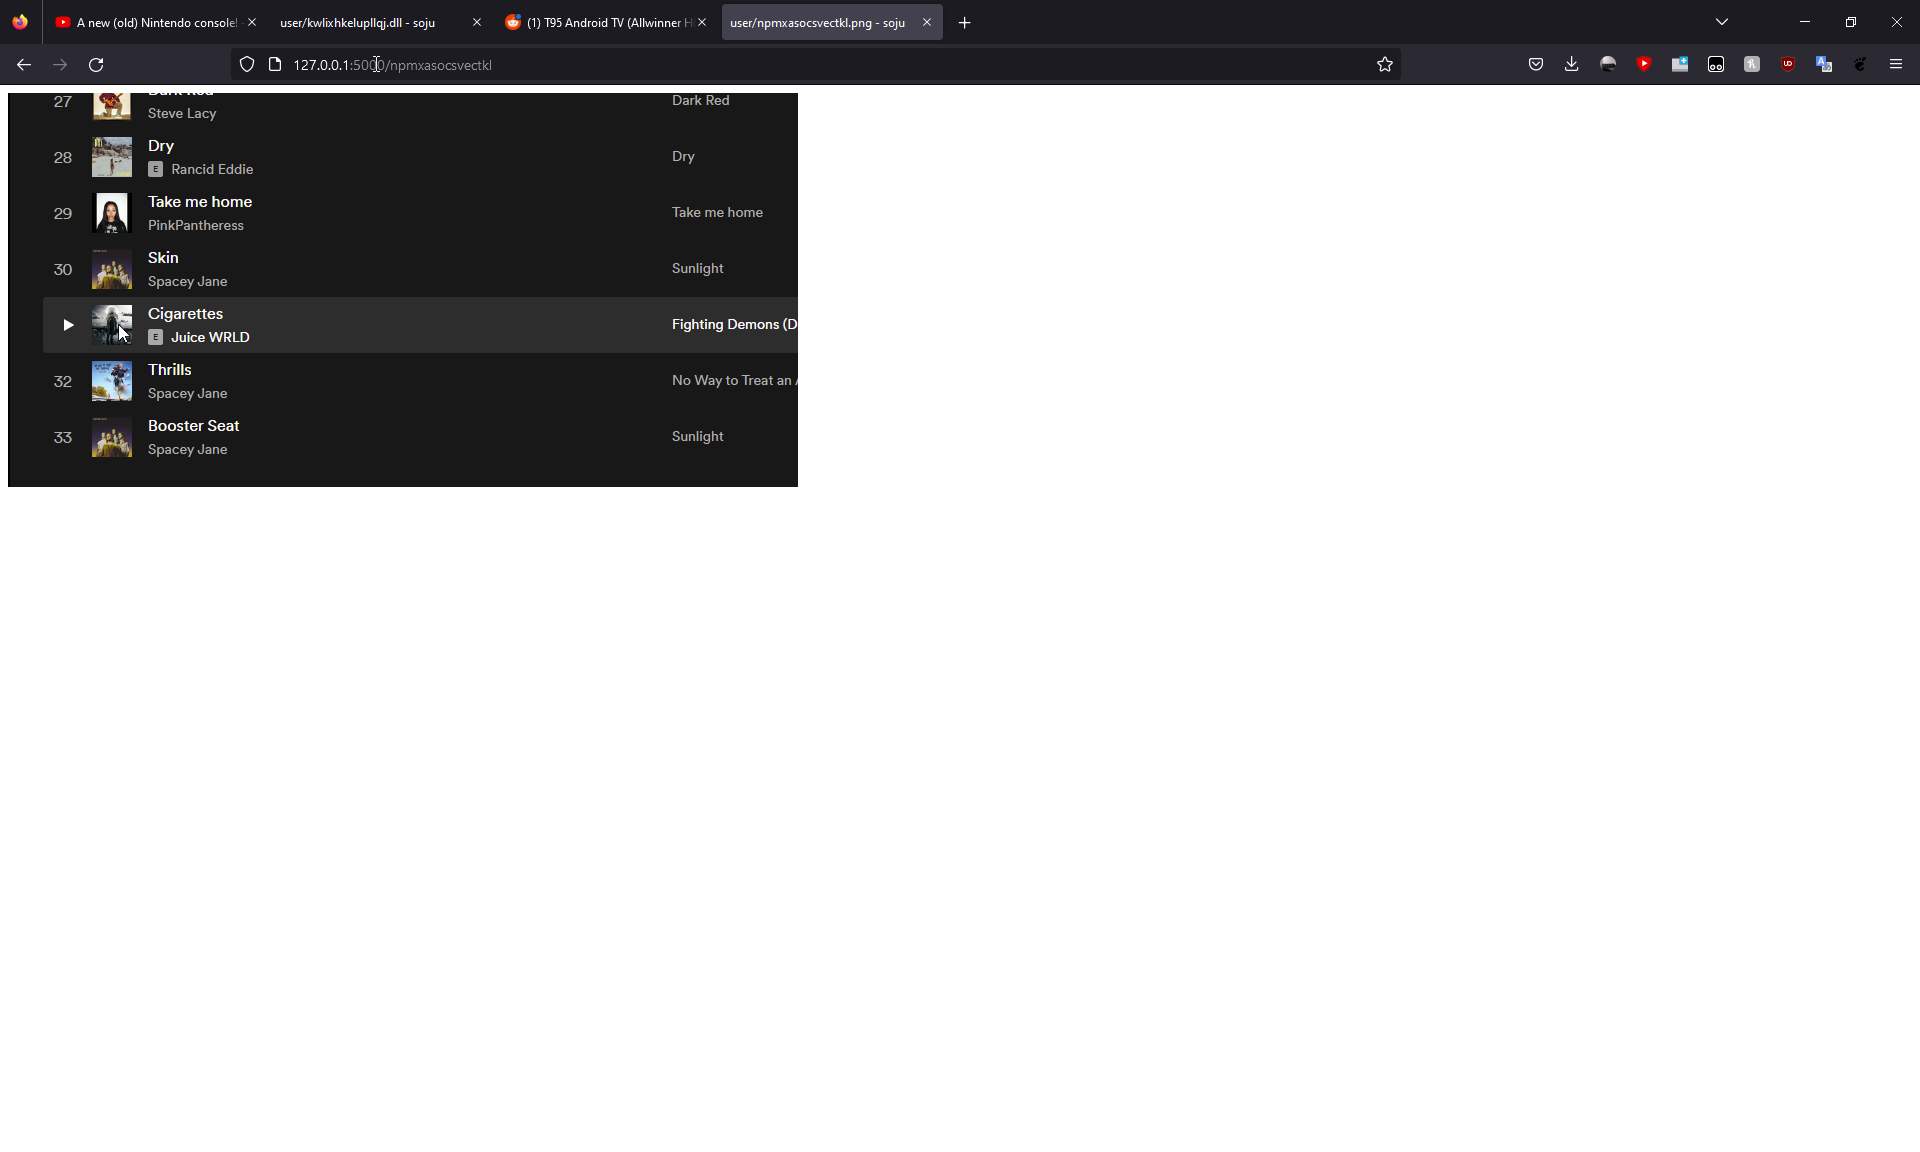 A new (old) Nintendo console!
user/kwlixhkelupllqj.dll - soju
(1) T95 Android TV (Allwinner H
user/npmxasocsvectkl.png - soju
127.0.0.1:5000/npmxasocsvectkl
27
Dark Red
Steve Lacy
Dark Red
28
Dry
E Rancid Eddie
Dry
29
Take me home
PinkPantheress
Take me home
30
Skin
Spacey Jane
Sunlight
Cigarettes
E Juice WRLD
Fighting Demons (D
32
Thrills
Spacey Jane
No Way to Treat an
33
Booster Seat
Spacey Jane
Sunlight